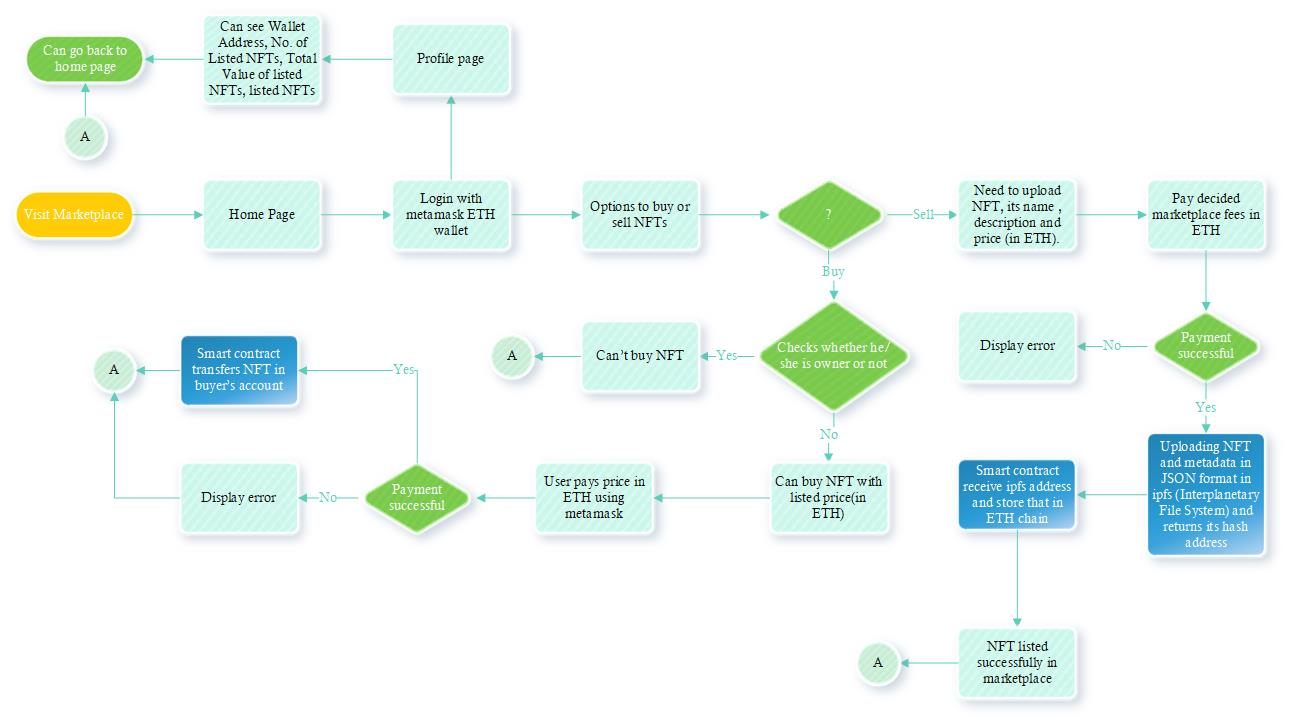 Can go back to
home page
Can see Wallet
Address, No. of
Listed NFTs, Total
Value of listed
NFTs, listed NFTs
Profile page
A
Visit Marketplace
Home Page
Login with
metamask ETH
wallet
Options to buy or
sell NFTs
?
Sell
Need to upload
NFT, its name ,
description and
price (in ETH).
Pay decided
marketplace fees in
ETH
Buy
A
Smart contract
transfers NFT in
buyer's account
Yes
A
Can't buy NFT
Yes
Checks whether he/
she is owner or not
Display error
No
Payment
successful
Yes
No
Display error
No
Payment
successful
User pays price in
ETH using
metamask
Can buy NFT with
listed price(in
ETH)
Smart contract
receive ipfs address
and store that in
ETH chain
Uploading NFT
and metadata in
JSON format in
ipfs (Interplanetary
File System) and
returns its hash
address
A
NFT listed
successfully in
marketplace